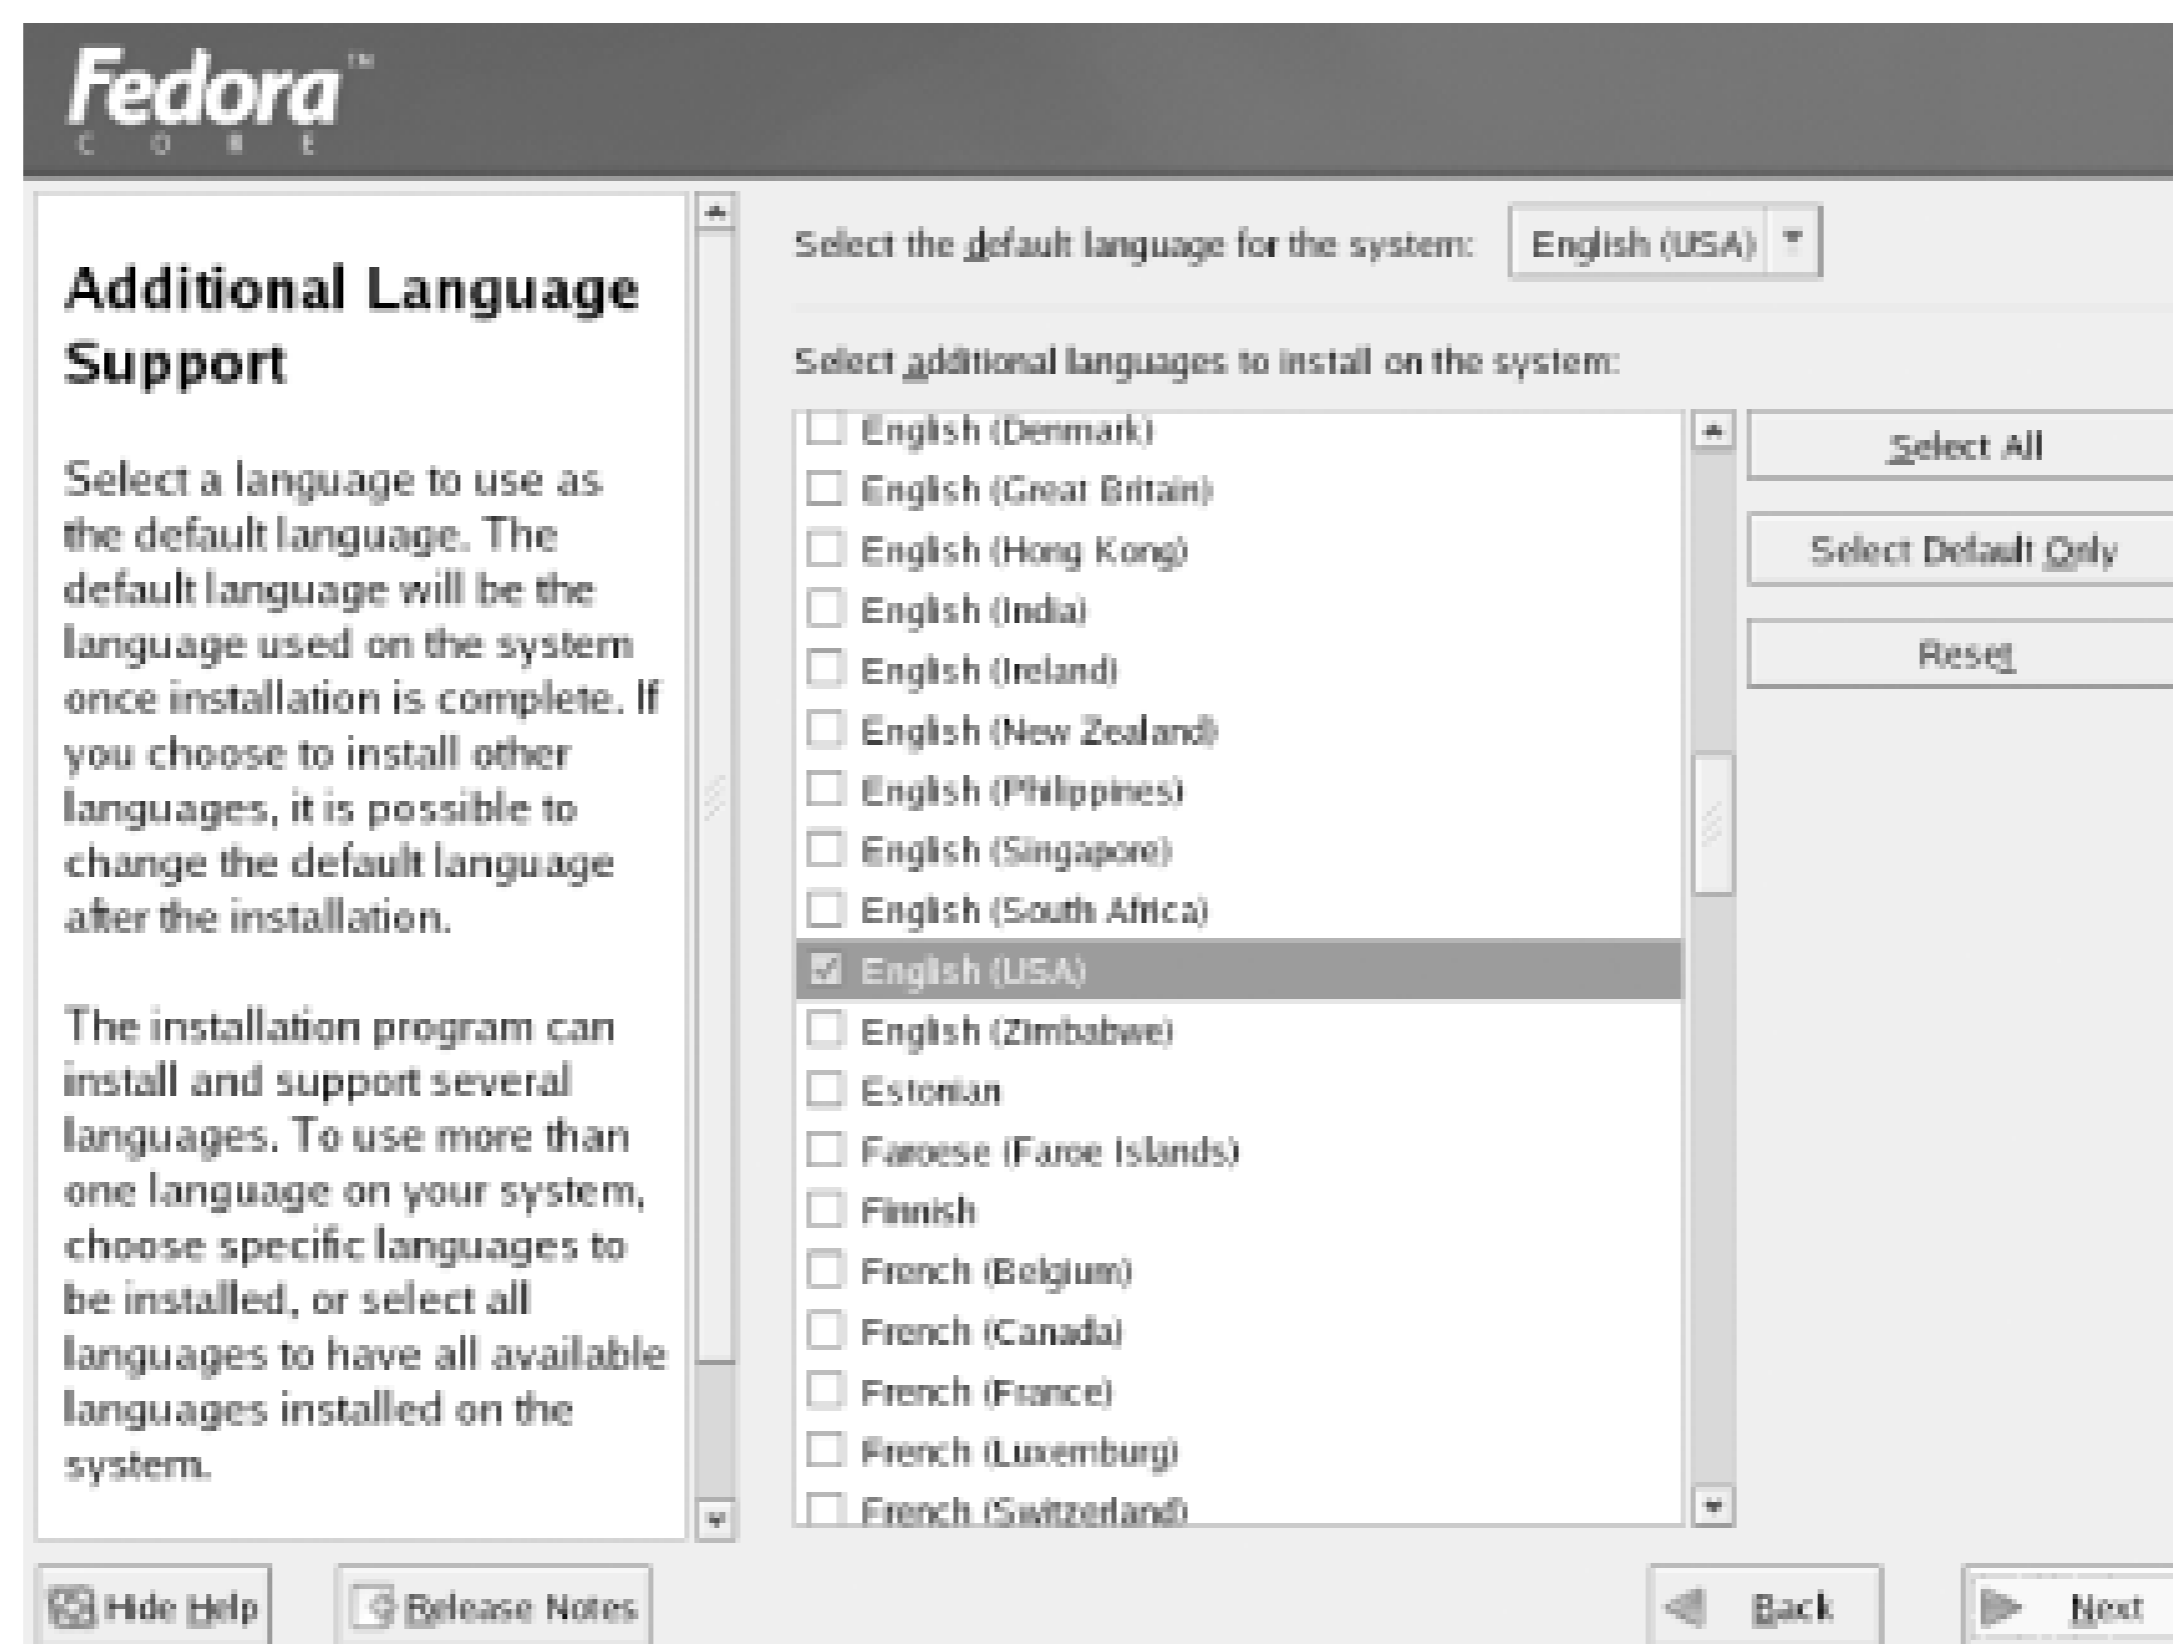 Fedora™
CORE
Additional Language
Support
Select a language to use as
the default language. The
default language will be the
language used on the system
once installation is complete. If
you choose to install other
languages, it is possible to
change the default language
after the installation.
The installation program can
install and support several
languages. To use more than
one language on your system,
choose specific languages to
be installed, or select all
languages to have all available
languages installed on the
system.
Select the default language for the system: English (USA)
Select additional languages to install on the system:
English (Denmark)
English (Great Britain)
English (Hong Kong)
English (India)
English (Ireland)
English (New Zealand)
English (Philippines)
English (Singapore)
English (South Africa)
English (USA)
English (Zimbabwe)
Estonian
Faroese (Faroe Islands)
Finnish
French (Belgium)
French (Canada)
French (France)
French (Luxemburg)
French (Switzerland)
Select All
Select Default Only
Reset
Hide Help
Release Notes
Back
Next